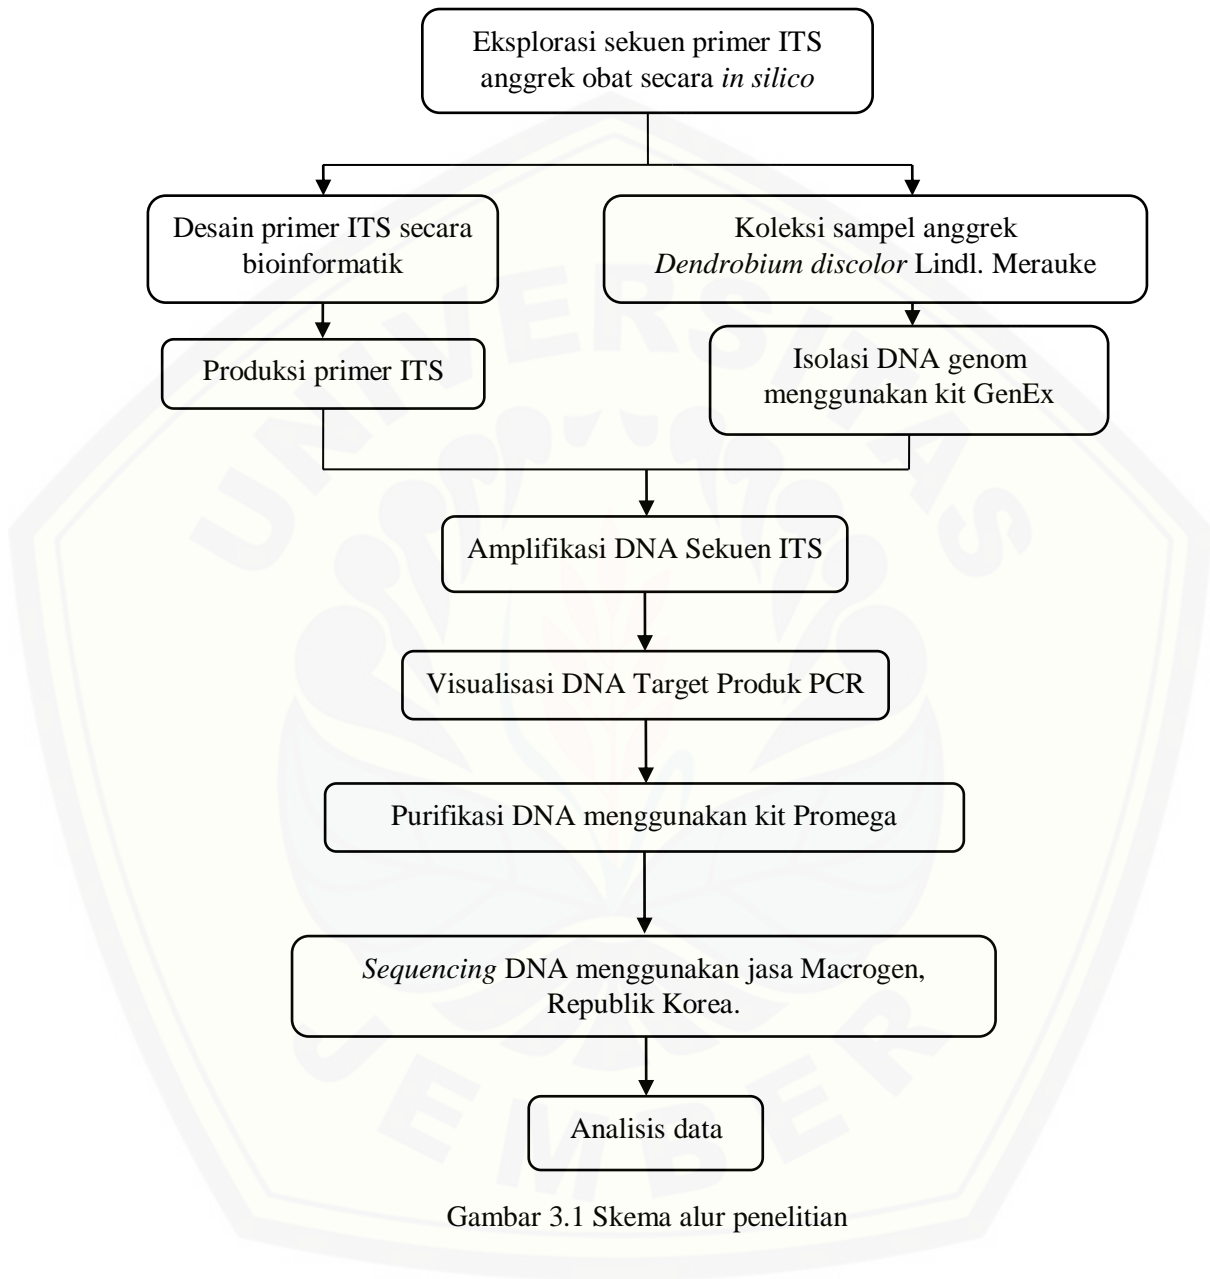 Eksplorasi sekuen primer ITS
anggrek obat secara in silico
Desain primer ITS secara
bioinformatik
Koleksi sampel anggrek
Dendrobium discolor Lindl. Merauke
Produksi primer ITS
Isolasi DNA genom
menggunakan kit GenEx
Amplifikasi DNA Sekuen ITS
Visualisasi DNA Target Produk PCR
Purifikasi DNA menggunakan kit Promega
Sequencing DNA menggunakan jasa Macrogen,
Republik Korea.
Analisis data
Gambar 3.1 Skema alur penelitian
UNIVERSITAS
JEMBER